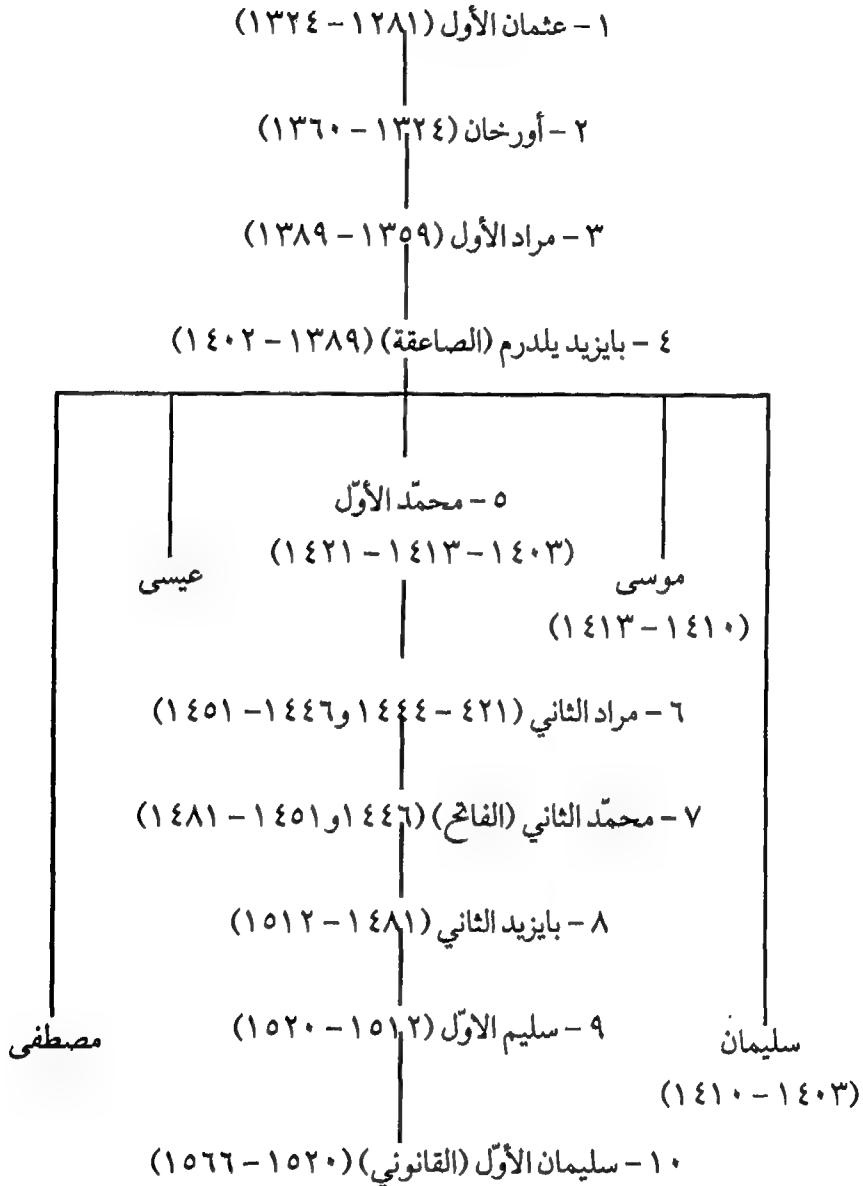 ١ – عثمان الأول (١٢٨١ – ١٣٢٤)
٢ – أورخان (١٣٢٤ – ١٣٦٠)
٣ – مراد الأول (١٣٥٩ – ١٣٨٩)
٤ – بايزيد يلدرم (الصاعقة) (١٣٨٩ – ١٤٠٢)
٥ – محمّد الأوّل
(١٤٠٣–١٤١٣–١٤٢١)
موسى
(١٤١٠–١٤١٣)
عيسى
٦ – مراد الثاني (٤٢١–١٤٤٤ و١٤٤٦–١٤٥١)
٧ – محمّد الثاني (الفاتح) (١٤٤٦ و١٤٥١–١٤٨١)
٨ – بايزيد الثاني (١٤٨١ – ١٥١٢)
٩ – سليم الاوّل (١٥١٢ – ١٥٢٠)
سليمان
(١٤٠٣–١٤١٠)
مصطفى
١٠ – سليمان الأوّل (القانوني) (١٥٢٠–١٥٦٦)